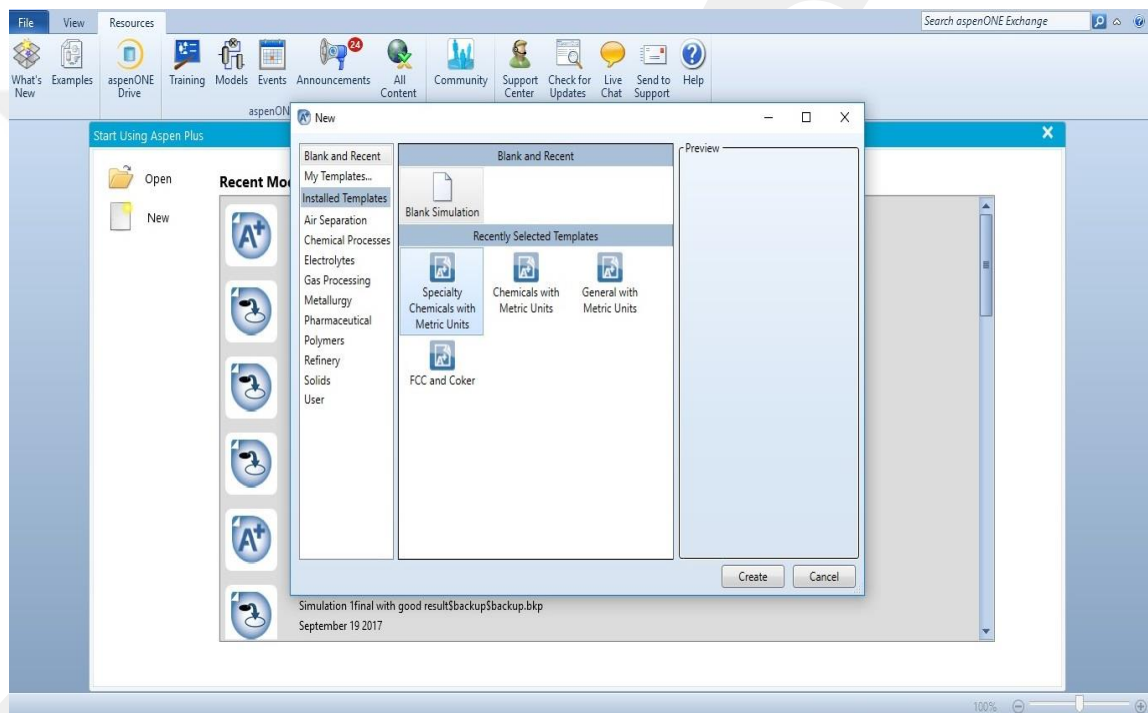 File View Resources Search aspenONE Exchange
What's New
Examples
aspenONE Drive
Training
Models
Events
Announcements
24
All Content
Community
Support Center
Check for Updates
Live Chat
Send to Support
Help
aspenON
Start Using Aspen Plus
Open
New
Recent Mo
New
Blank and Recent
My Templates...
Installed Templates
Air Separation
Chemical Processes
Electrolytes
Gas Processing
Metallurgy
Pharmaceutical
Polymers
Refinery
Solids
User
Blank and Recent
Blank Simulation
Recently Selected Templates
Specialty
Chemicals with
Metric Units
Chemicals with
Metric Units
General with
Metric Units
FCC and Coker
Preview
Create Cancel
Simulation 1final with good result$backup$backup.bkp
September 19 2017
100%